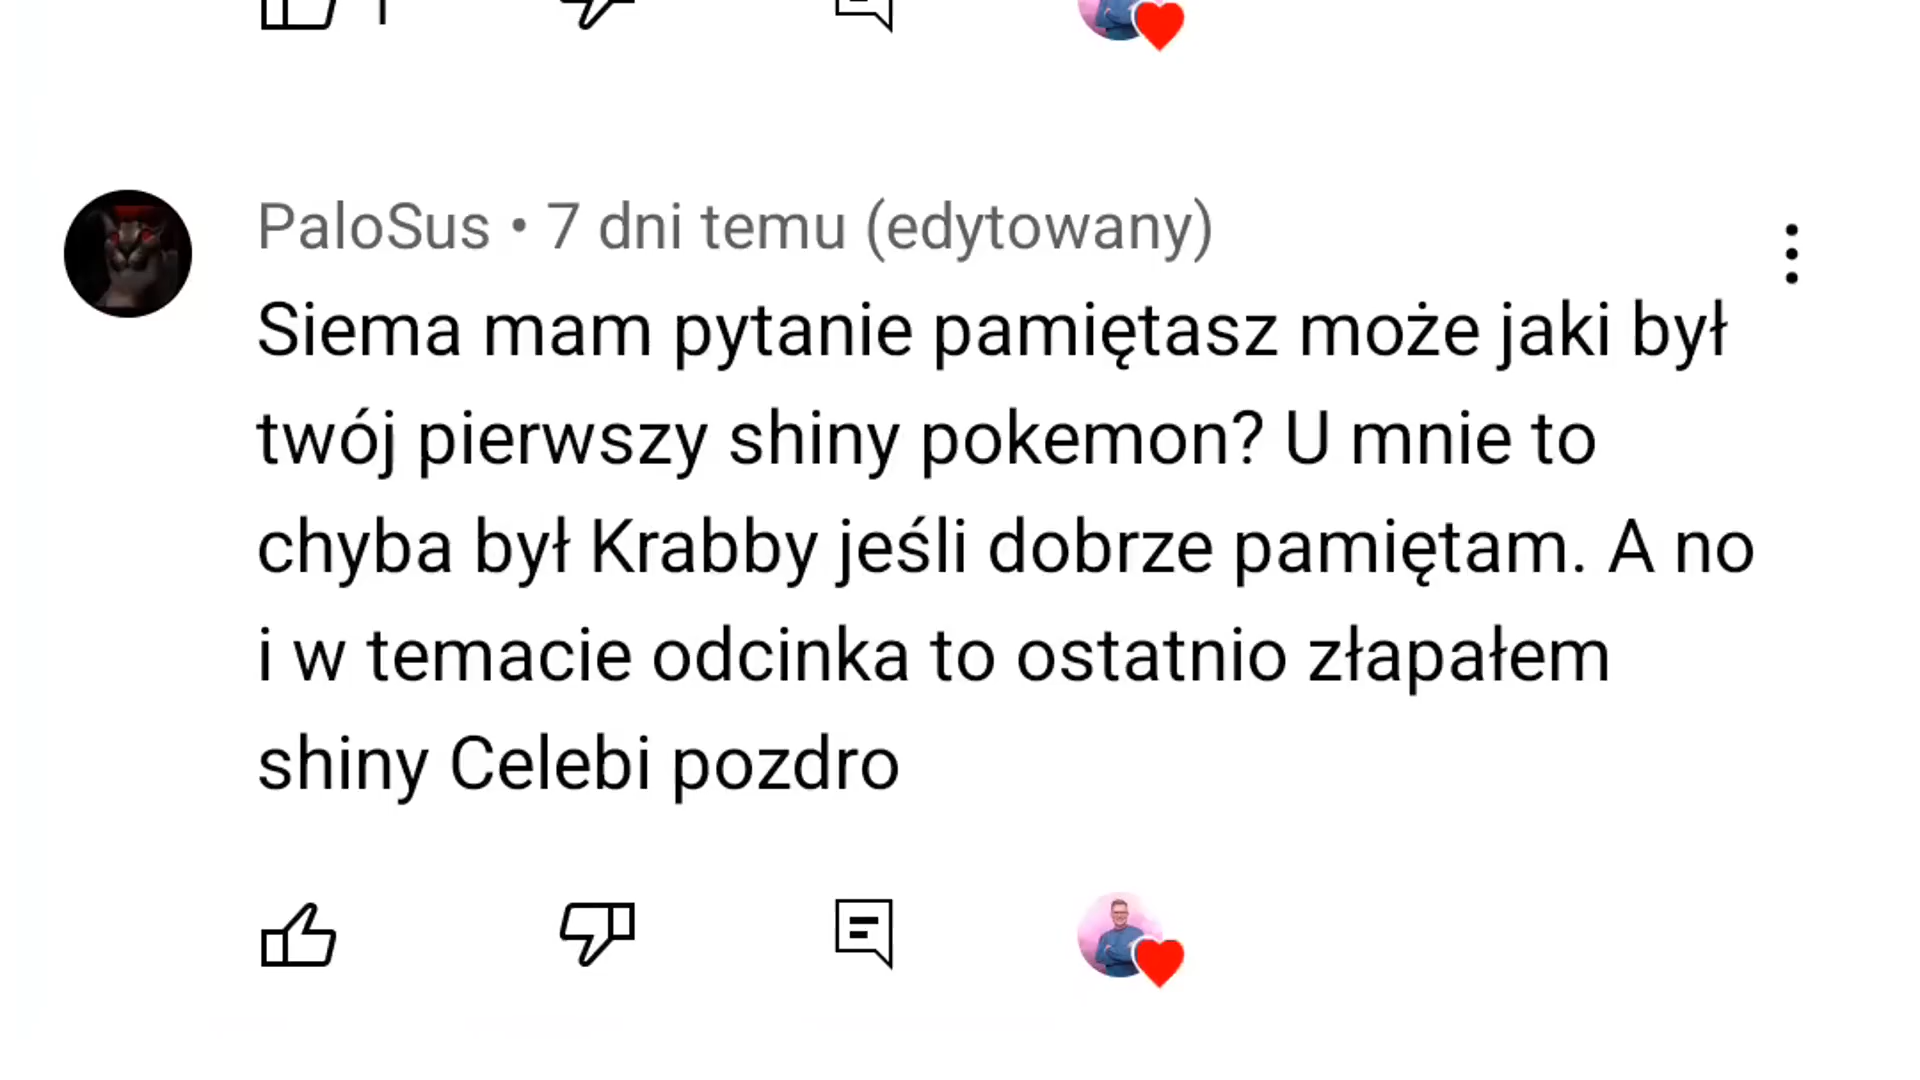 PaloSus • 7 dni temu (edytowany)
Siema mam pytanie pamiętasz może jaki był
twój pierwszy shiny pokemon? U mnie to
chyba był Krabby jeśli dobrze pamiętam. A no
i w temacie odcinka to ostatnio złapałem
shiny Celebi pozdro